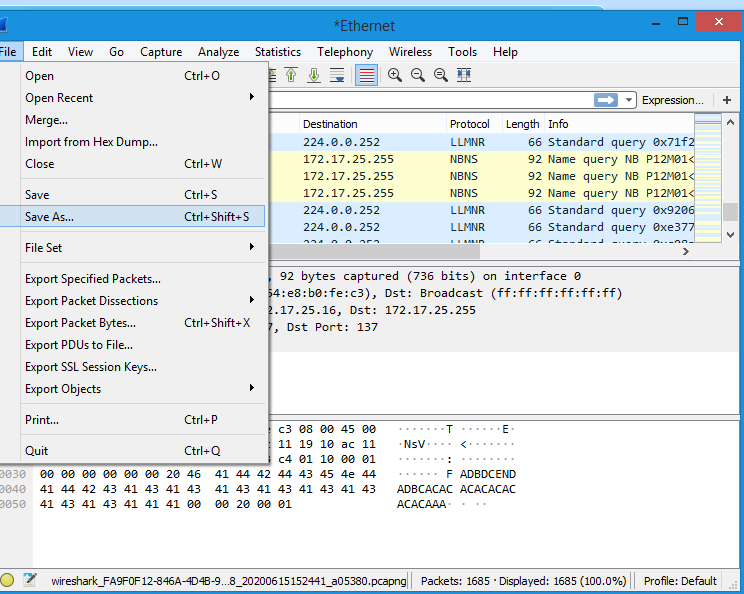 *Ethernet
File Edit View Go Capture Analyze Statistics Telephony Wireless Tools Help
Open Ctrl+O
Open Recent
Merge...
Import from Hex Dump...
Close Ctrl+W
Save Ctrl+S
Save As... Ctrl+Shift+S
File Set
Export Specified Packets...
Export Packet Dissections
Export Packet Bytes... Ctrl+Shift+X
Export PDUs to File...
Export SSL Session Keys...
Export Objects
Print... Ctrl+P
Quit Ctrl+Q
Expression... +
Destination Protocol Length Info
224.0.0.252 LLMNR 66 Standard query 0x71f2
172.17.25.255 NBNS 92 Name query NB P12M01<
172.17.25.255 NBNS 92 Name query NB P12M01<
172.17.25.255 NBNS 92 Name query NB P12M01<
224.0.0.252 LLMNR 66 Standard query 0x9206
224.0.0.252 LLMNR 66 Standard query 0xe377
224.0.0.252 LLMNR 66 Standard query
, 92 bytes captured (736 bits) on interface 0
54:e8:b0:fe:c3), Dst: Broadcast (ff:ff:ff:ff:ff:ff)
2.17.25.16, Dst: 172.17.25.255
7, Dst Port: 137
c3 08 00 45 00 ·······T ······E·
11 19 10 ac 11 ·NsV···· <·······
c4 01 10 00 01 ······· : ·······
0030 00 00 00 00 00 00 20 46 41 44 42 44 43 45 4e 44 ······ F ADBDCEND
0040 41 44 42 43 41 43 41 43 41 43 41 43 41 43 41 43 ADBCACAC ACACACAC
0050 41 43 41 43 41 41 41 00 00 20 00 01 ACACAAA· · ··
wireshark_FA9F0F12-846A-4D4B-9...8_20200615152441_a05380.pcapng Packets: 1685 · Displayed: 1685 (100.0%) Profile: Default